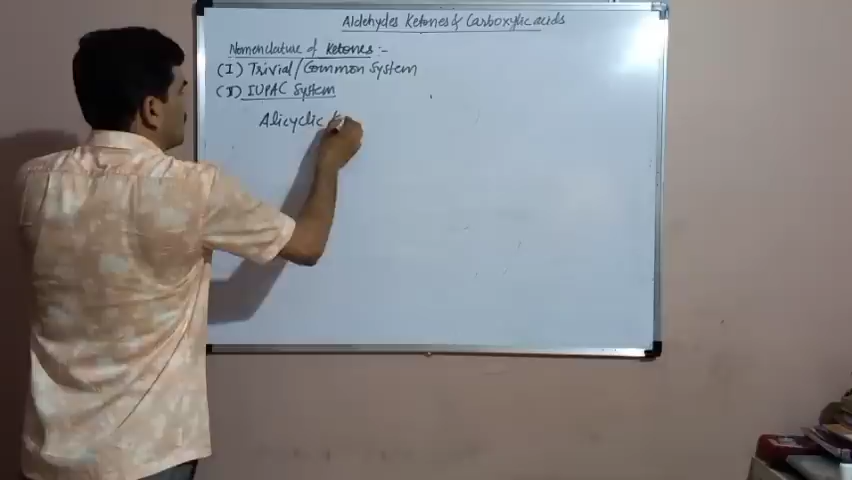 Aldehydes Ketones & Carboxylic acids
Nomenclature of Ketones :-
(I) Trivial/Common System
(II) IUPAC System
Alicyclic